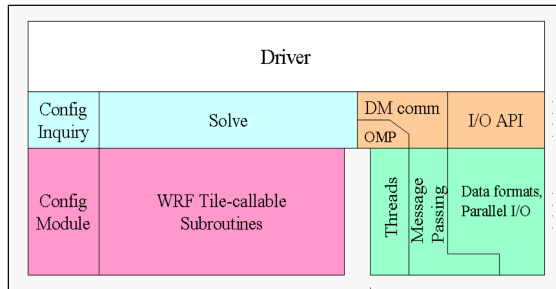 Driver
Config
Inquiry
Solve
DM comm
OMP
I/O API
Config
Module
WRF Tile-callable
Subroutines
Threads
Message
Passing
Data formats,
Parallel I/O